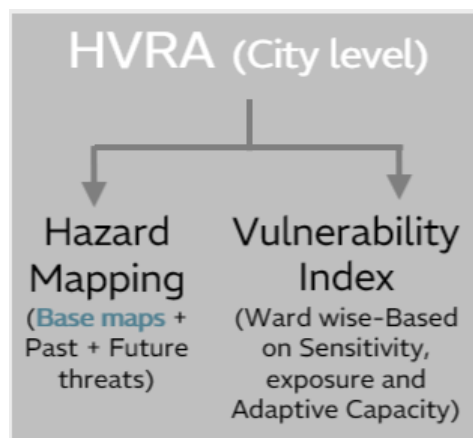 HVRA (City level)
Hazard
Mapping
(Base maps +
Past + Future
threats)
Vulnerability
Index
(Ward wise-Based
on Sensitivity,
exposure and
Adaptive Capacity)